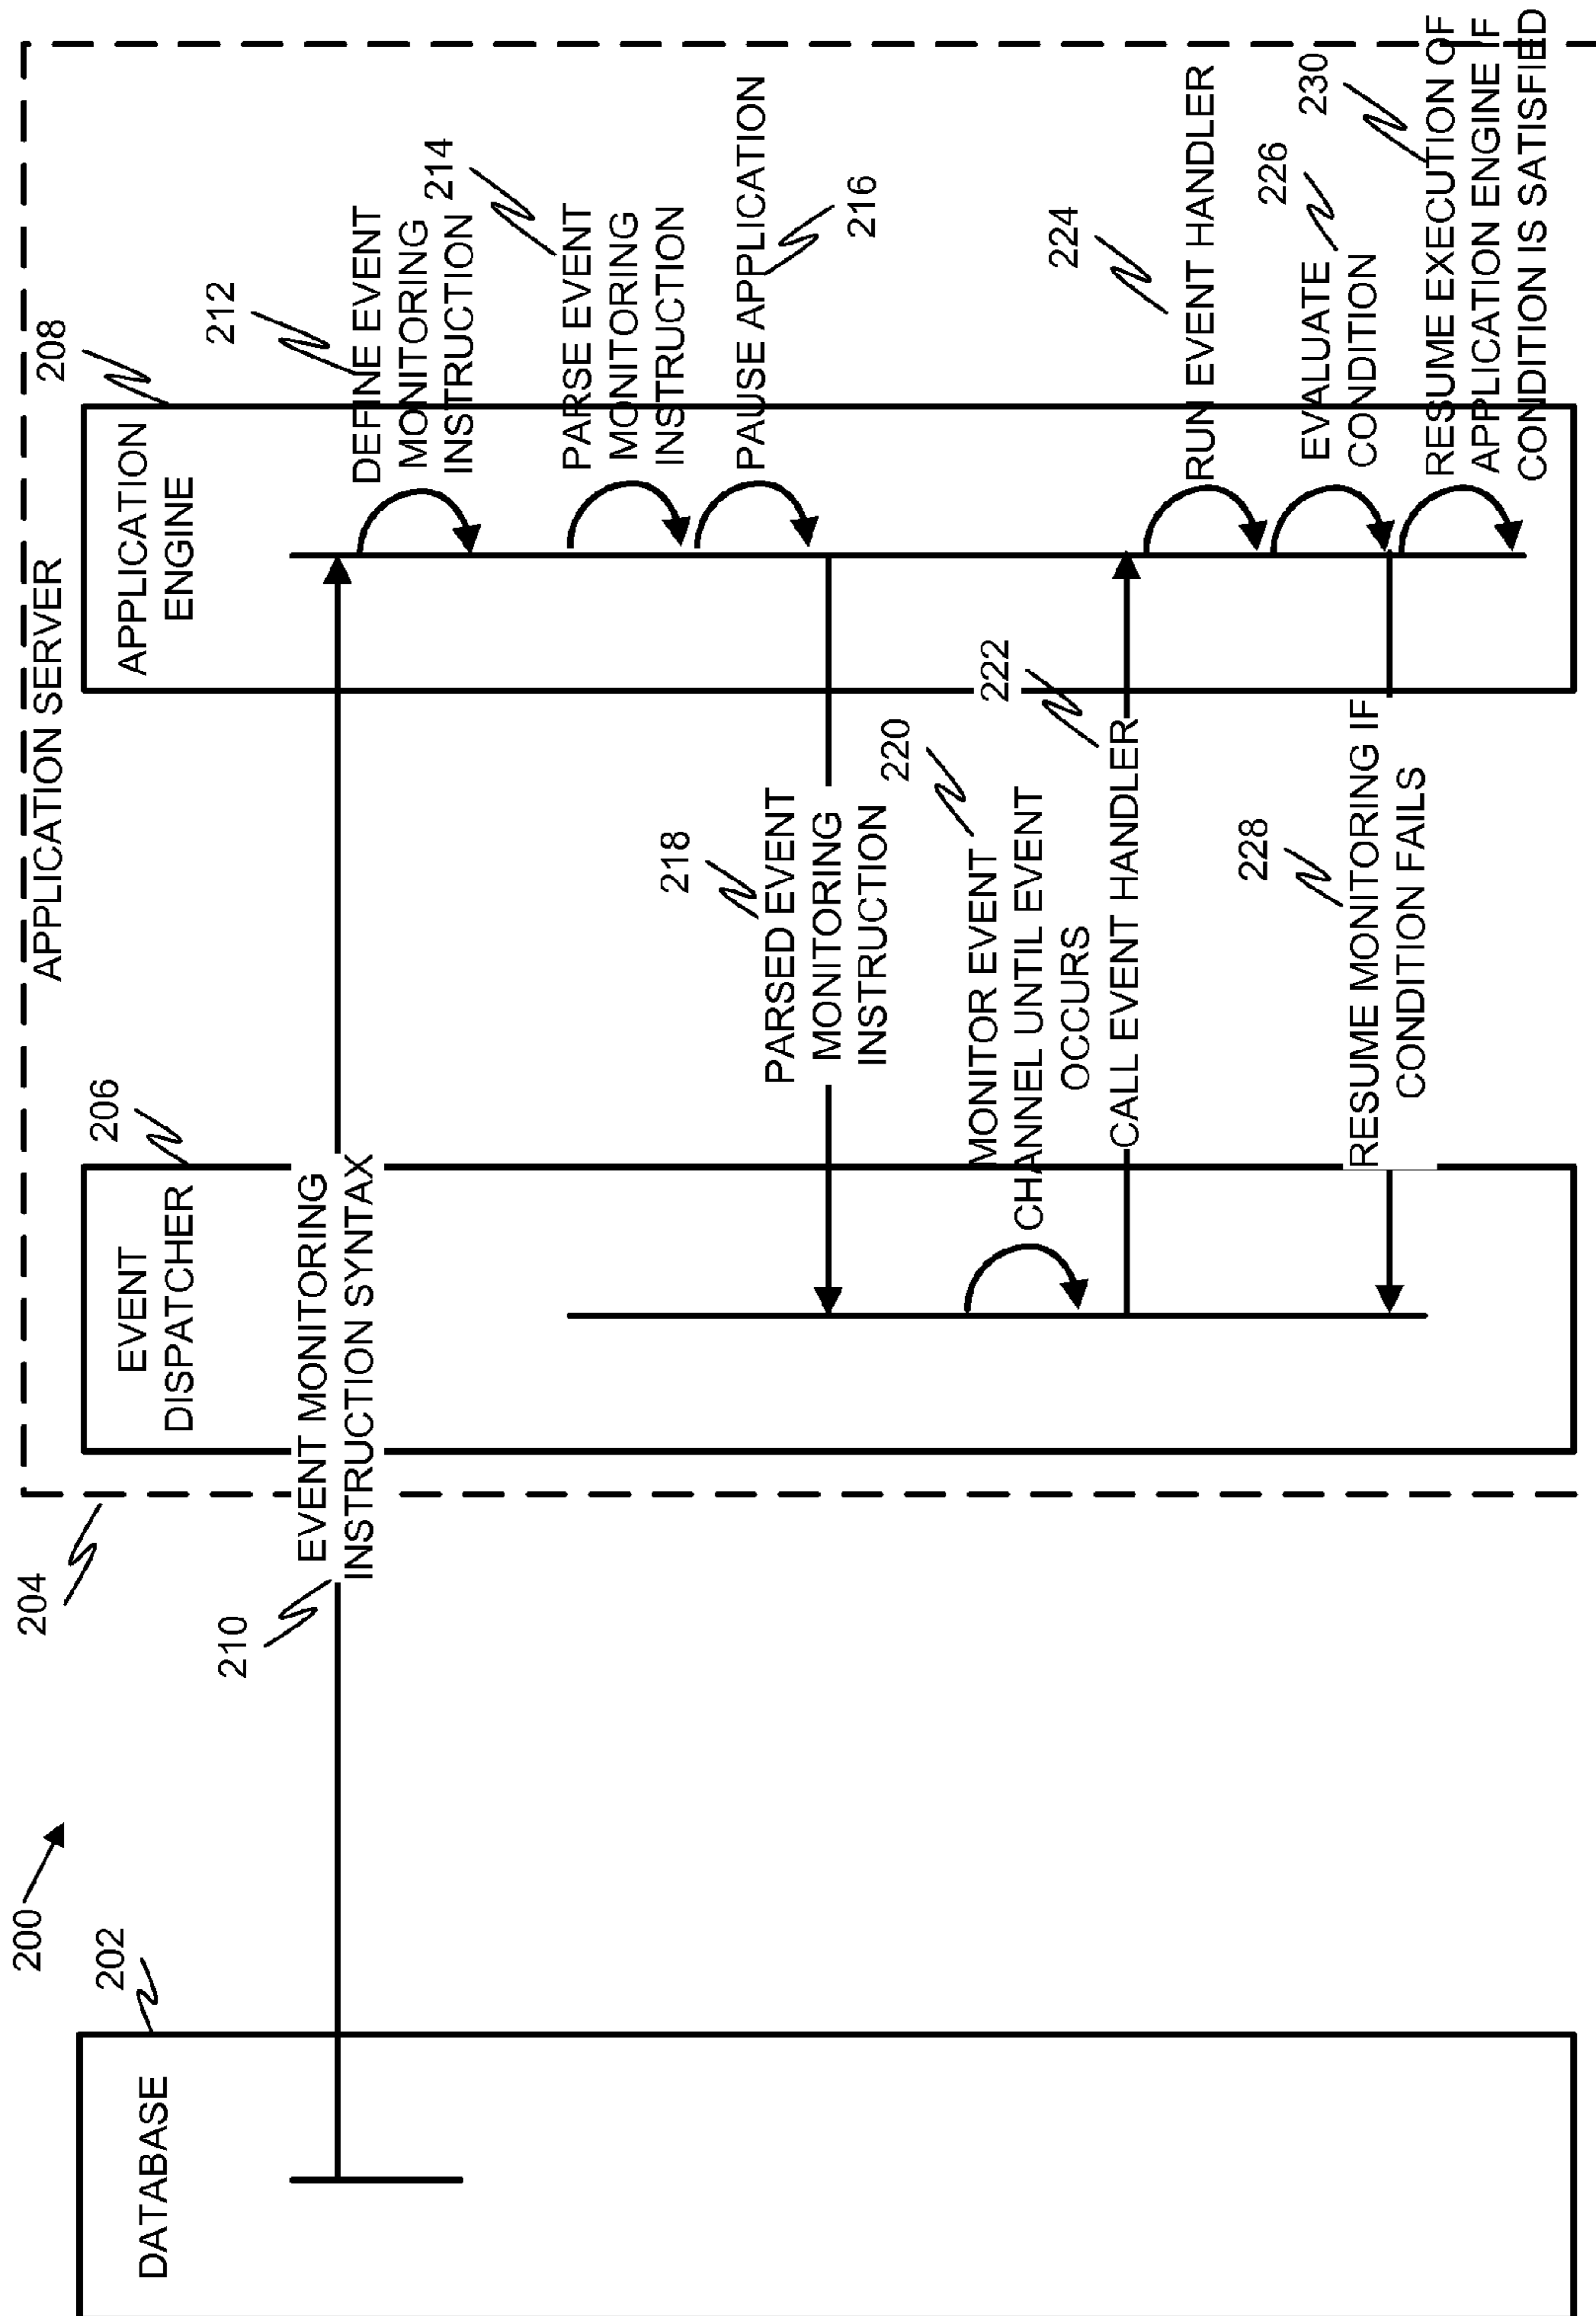 200
202
DATABASE
204
APPLICATION SERVER
206
EVENT
DISPATCHER
208
APPLICATION
ENGINE
210
EVENT MONITORING
INSTRUCTION SYNTAX
212
DEFINE EVENT
MONITORING
INSTRUCTION
214
PARSE EVENT
MONITORING
INSTRUCTION
PAUSE APPLICATION
216
218
PARSED EVENT
MONITORING
INSTRUCTION
220
MONITOR EVENT
CHANNEL UNTIL EVENT
OCCURS
222
CALL EVENT HANDLER
224
RUN EVENT HANDLER
226
EVALUATE
CONDITION
228
RESUME MONITORING IF
CONDITION FAILS
230
RESUME EXECUTION OF
APPLICATION ENGINE IF
CONDITION IS SATISFIED